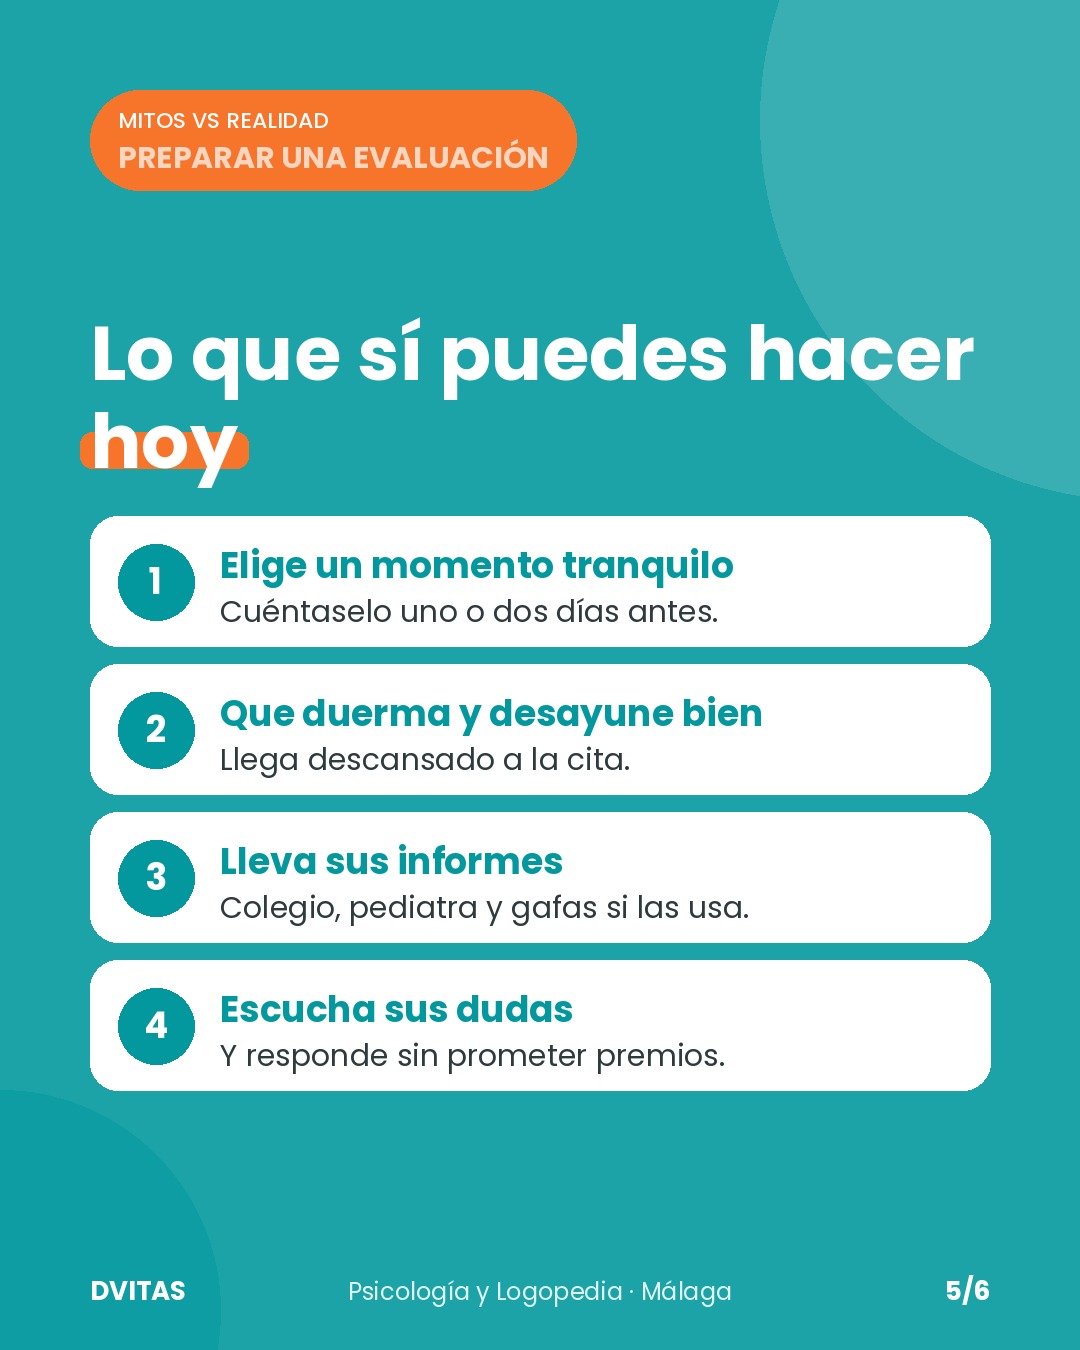 MITOS VS REALIDAD
PREPARAR UNA EVALUACIÓN
Lo que sí puedes hacer
hoy
1
Elige un momento tranquilo
Cuéntaselo uno o dos días antes.
2
Que duerma y desayune bien
Llega descansado a la cita.
3
Lleva sus informes
Colegio, pediatra y gafas si las usa.
4
Escucha sus dudas
Y responde sin prometer premios.
DVITAS
Psicología y Logopedia · Málaga
5/6